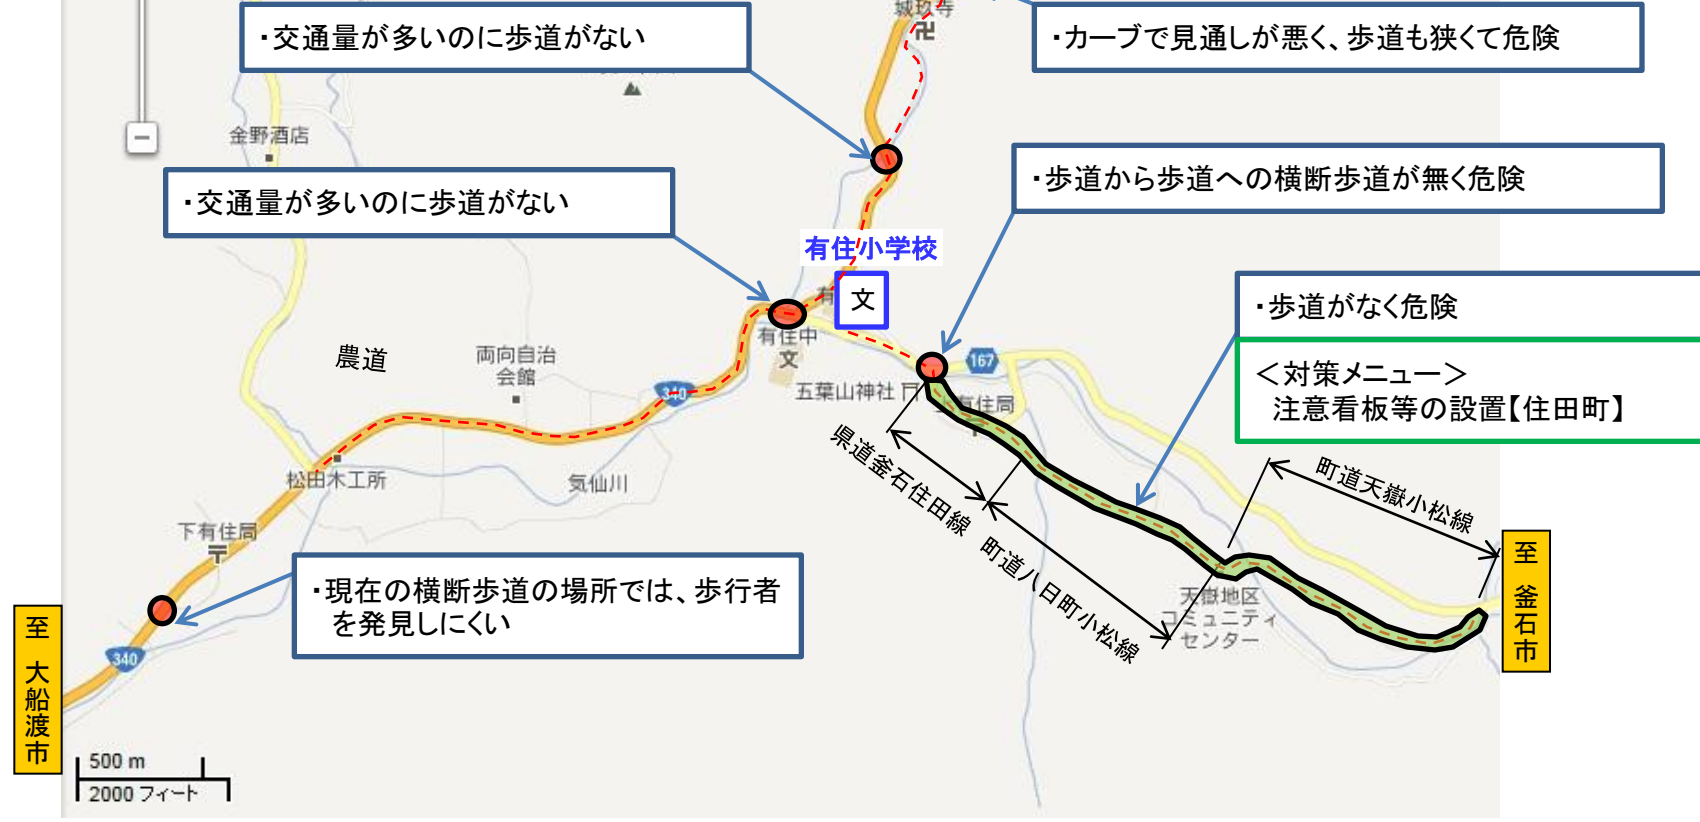 城玖寺
・交通量が多いのに歩道がない
・カーブで見通しが悪く、歩道も狭くて危険
金野酒店
・歩道から歩道への横断歩道が無く危険
・交通量が多いのに歩道がない
有住小学校
文
・歩道がなく危険
有住中
文
農道
両向自治
会館
167
＜対策メニュー＞
注意看板等の設置【住田町】
340
五葉山神社
有住局
県道釜石住田線
町道天嶽小松線
松田木工所
気仙川
下有住局
町道八日町小松線
至 釜石市
・現在の横断歩道の場所では、歩行者
を発見しにくい
天嶽地区
コミュニティ
センター
至 大船渡市
340
500 m
2000 フィート